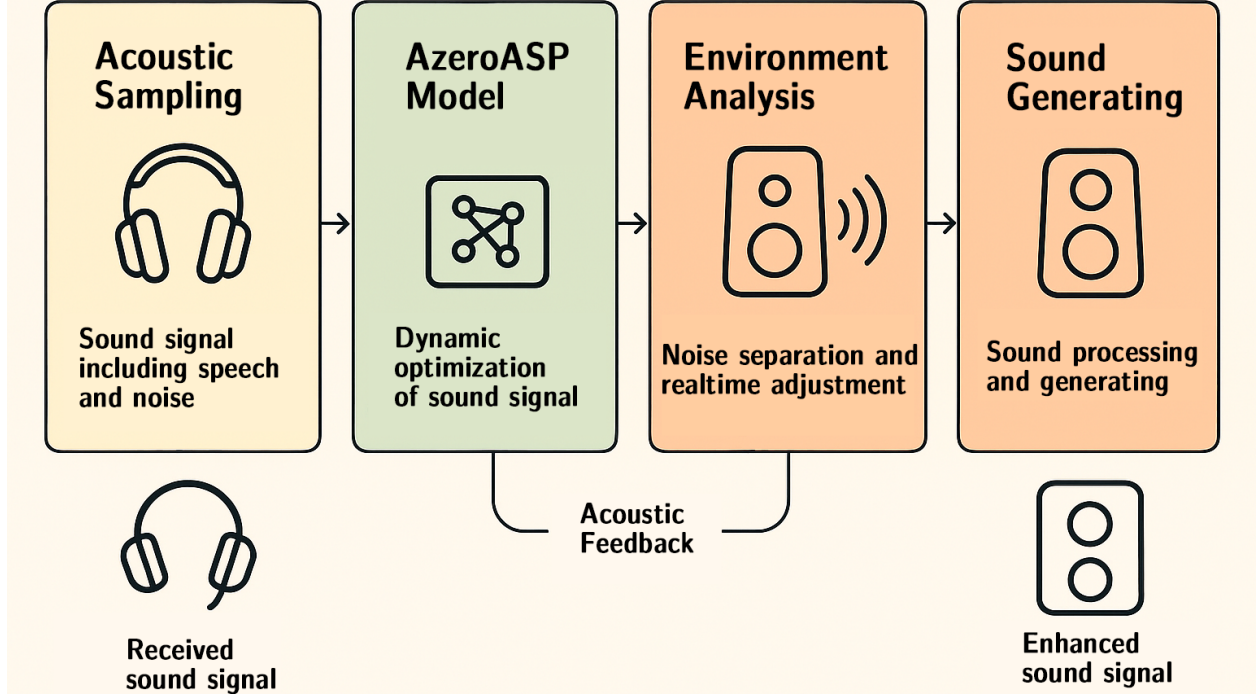 Acoustic
Sampling
Sound signal
including speech
and noise
AzeroASP
Model
Dynamic
optimization
of sound signal
Environment
Analysis
Noise separation and
realtime adjustment
Sound
Generating
Sound processing
and generating
Acoustic
Feedback
Received
sound signal
Enhanced
sound signal